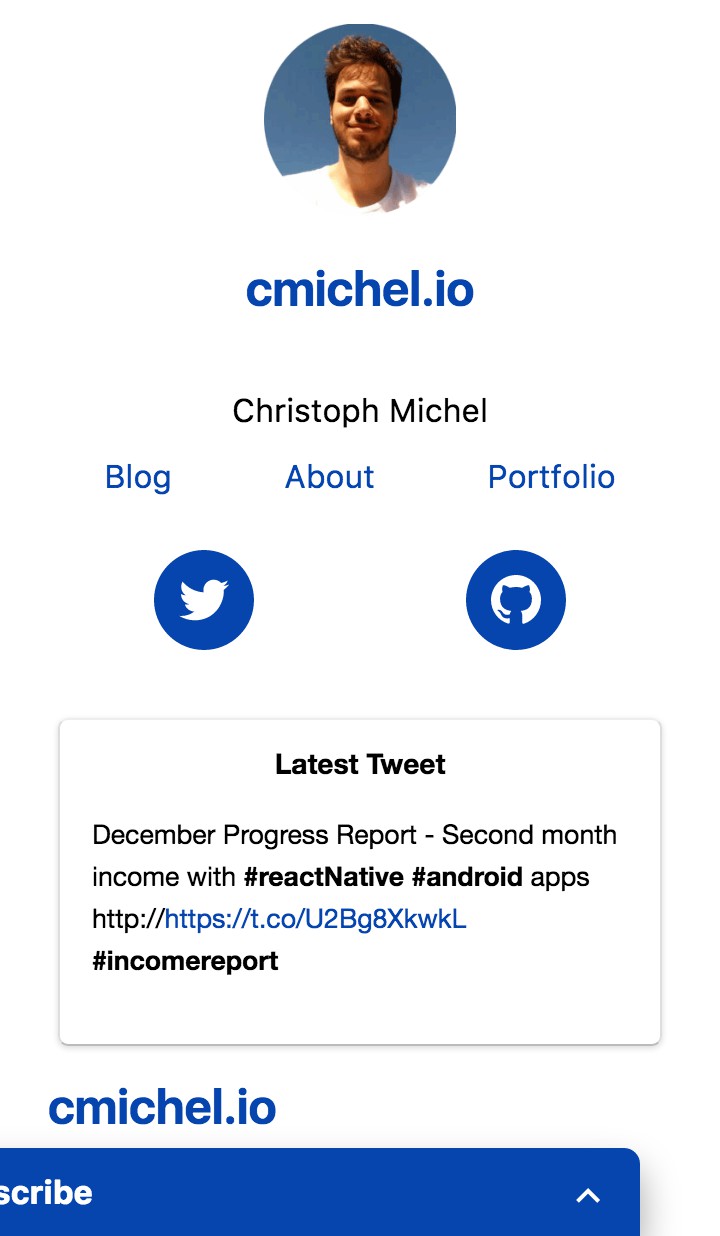 cmichel.io
Christoph Michel
Blog About Portfolio
Latest Tweet
December Progress Report - Second month
income with #reactNative #android apps
http://https://t.co/U2Bg8XkwkL
#incomereport
cmichel.io
scribe